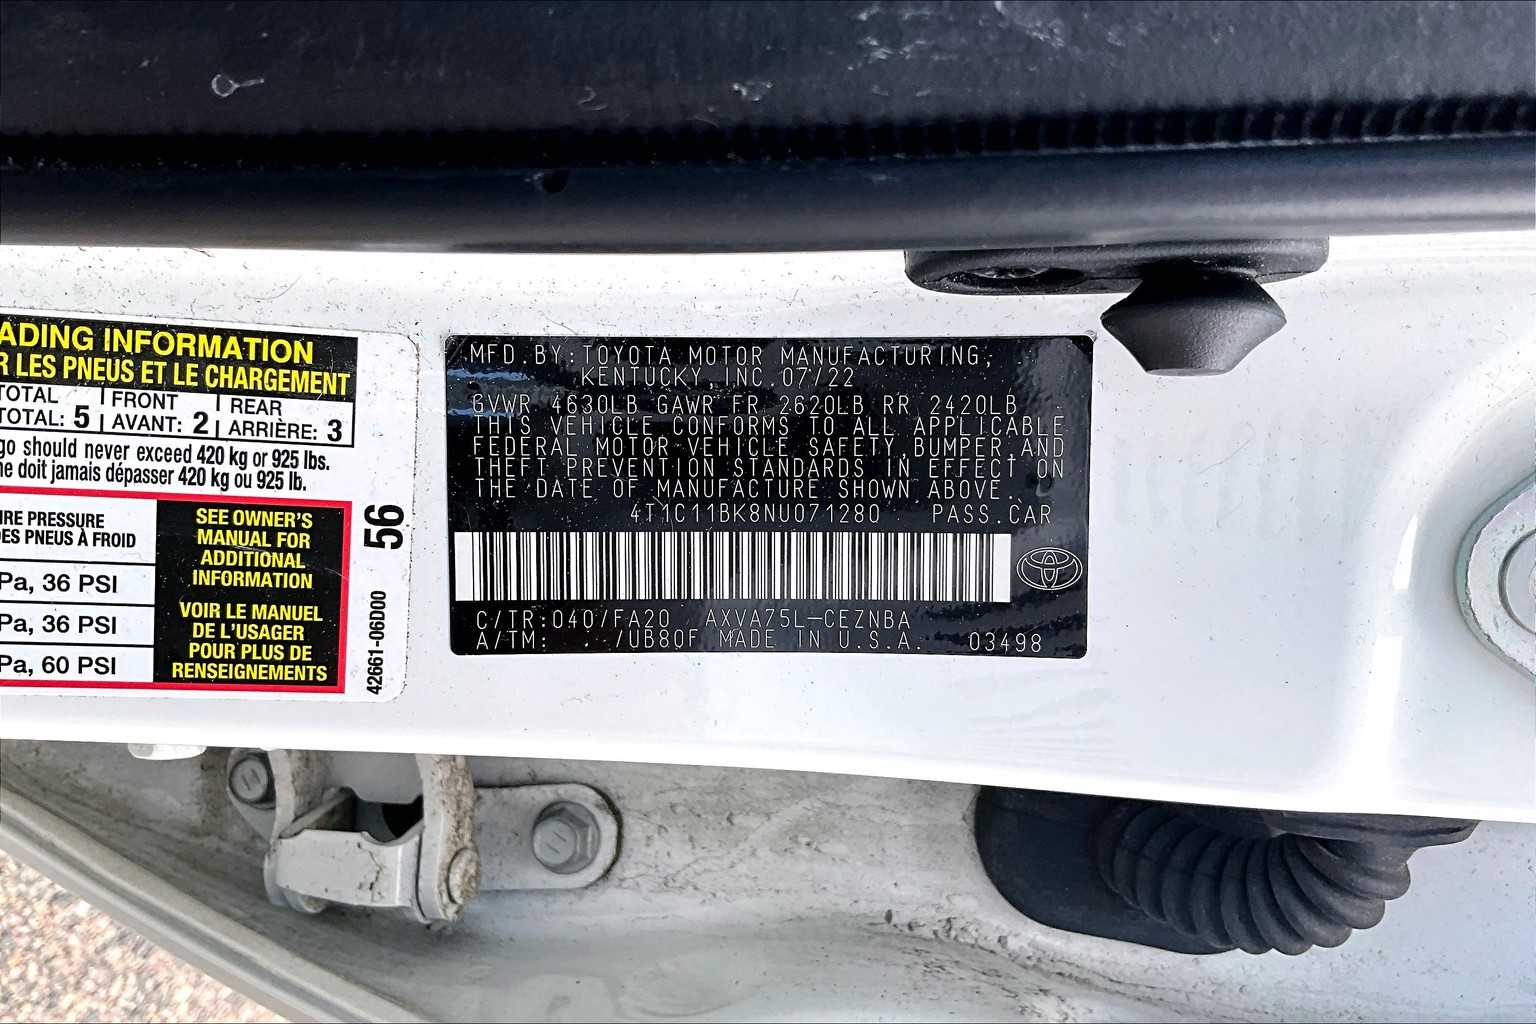 ADING INFORMATION
R LES PNEUS ET LE CHARGEMENT
TOTAL FRONT REAR
TOTAL: 5 AVANT: 2 ARRIÈRE: 3
go should never exceed 420 kg or 925 lbs.
ne doit jamais dépasser 420 kg ou 925 lb.
IRE PRESSURE
DES PNEUS À FROID
Pa, 36 PSI
Pa, 36 PSI
Pa, 60 PSI
SEE OWNER'S
MANUAL FOR
ADDITIONAL
INFORMATION
VOIR LE MANUEL
DE L'USAGER
POUR PLUS DE
RENSEIGNEMENTS
56
42661-06D00
MFD. BY: TOYOTA MOTOR MANUFACTURING,
KENTUCKY, INC. 07/22
GVWR 4630LB GAWR FR 2620LB RR 2420LB
THIS VEHICLE CONFORMS TO ALL APPLICABLE
FEDERAL MOTOR VEHICLE SAFETY, BUMPER, AND
THEFT PREVENTION STANDARDS IN EFFECT ON
THE DATE OF MANUFACTURE SHOWN ABOVE.
4T1C11BK8NU071280 PASS. CAR
C/TR: 040/FA20 AXVA75L-CEZNBA
A/TM: /UB80F MADE IN U.S.A. 03498